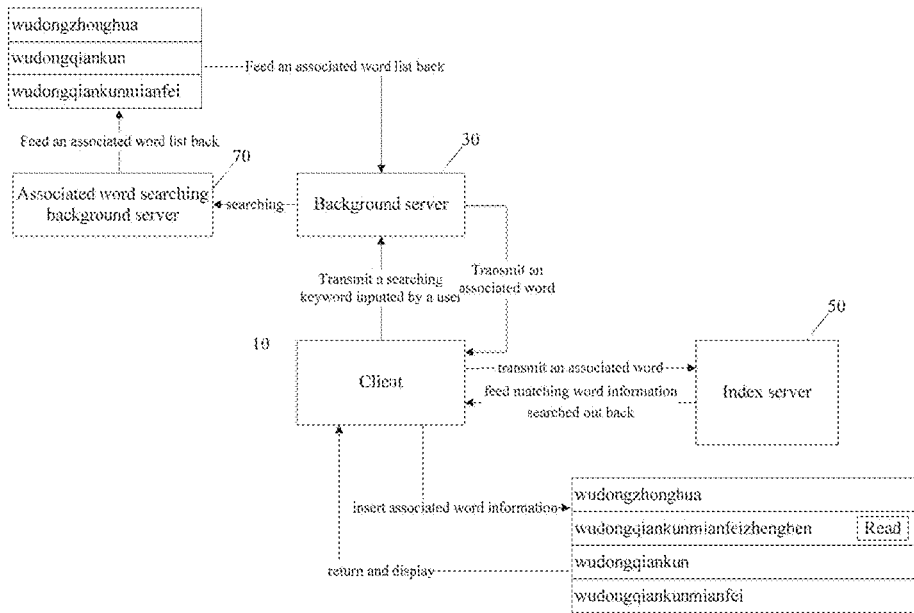 wudongzhonghua
wudongqiankun
wudongqiankunmianfei
Feed an associated word list back
Feed an associated word list back
70
30
Associated word searching
background server
searching
Background server
Transmit a searching
keyword inputted by a user
Transmit an
associated word
10
50
Client
transmit an associated word
feed matching word information
searched out back
Index server
insert associated word information
return and display
wudongzhonghua
wudongqiankunmianfeizhengben
Read
wudongqiankun
wudongqiankunmianfei